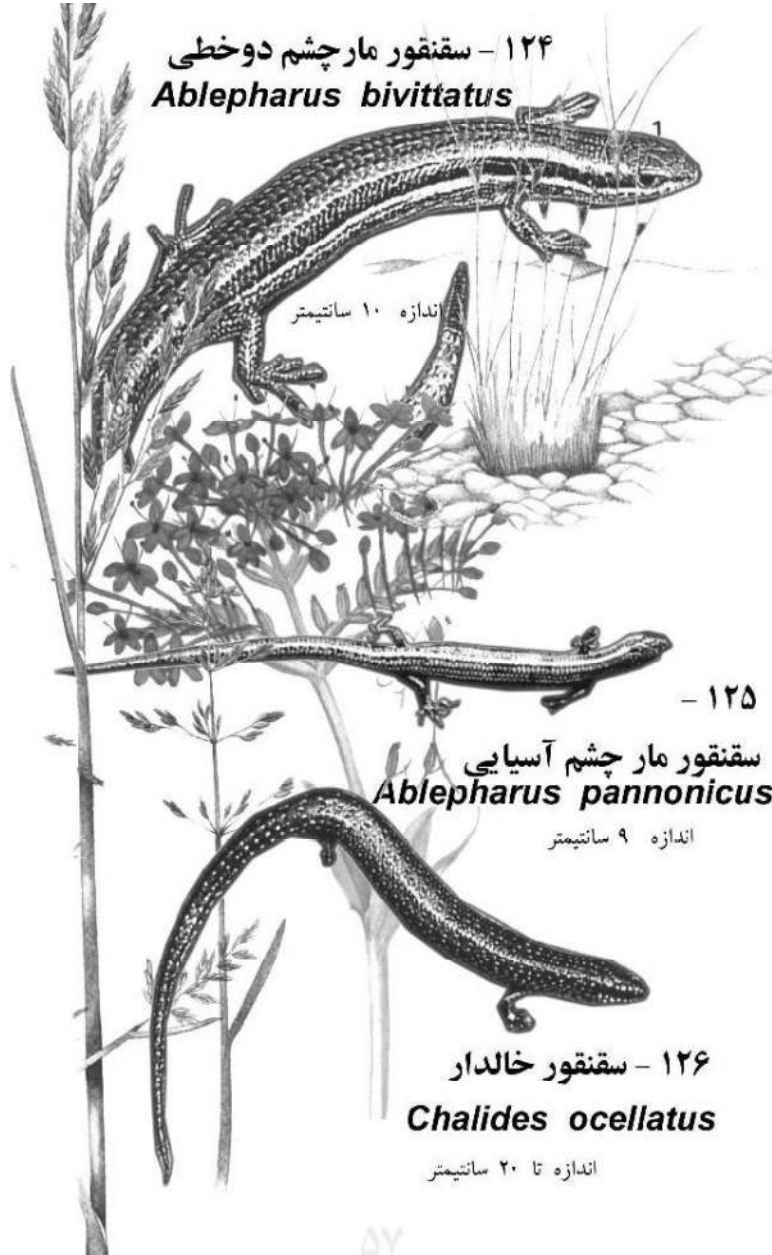 ۱۲۴ - سقنقور مارچشم دوخطی
Ablepharus bivittatus
اندازه ۱۰ سانتیمتر
۱۲۵ -
سقنقور مار چشم آسیایی
Ablepharus pannonicus
اندازه ۹ سانتیمتر
۱۲۶ - سقنقور خالدار
Chalides ocellatus
اندازه تا ۲۰ سانتیمتر
۵۷